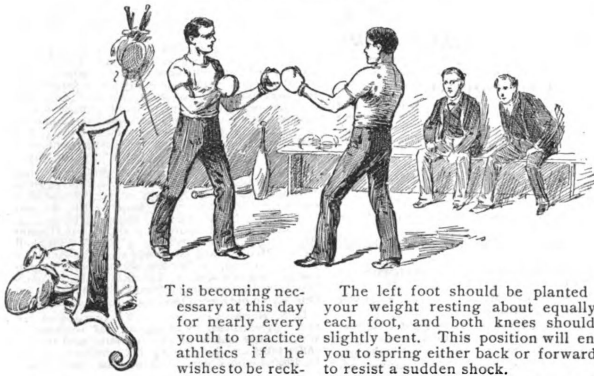 IT is becoming nec-
essary at this day
for nearly every
youth to practice
athletics if he
wishes to be reck-
The left foot should be planted
your weight resting about equally
each foot, and both knees should
slightly bent. This position will en
you to spring either back or forward
to resist a sudden shock.